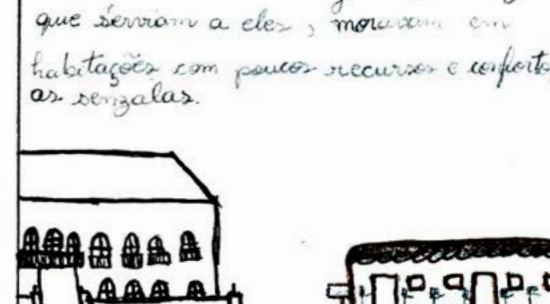 que serviam a eles, moravam em
habitações com poucos recursos e conforto
as senzalas.